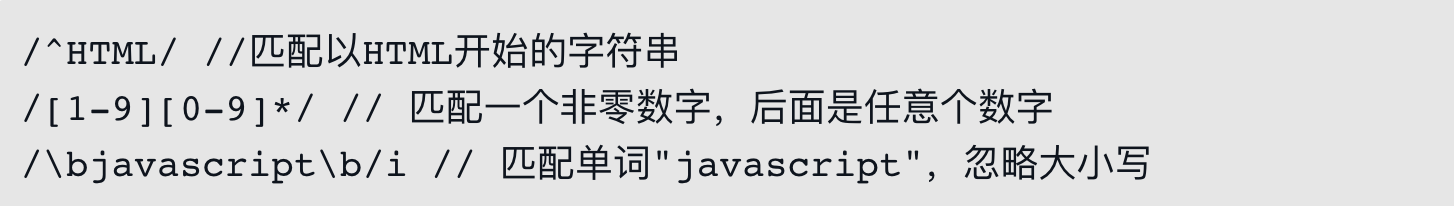 /^HTML/ //匹配以HTML开始的字符串
/[1-9][0-9]*/ // 匹配一个非零数字，后面是任意个数字
/\bjavascript\b/i // 匹配单词"javascript"，忽略大小写